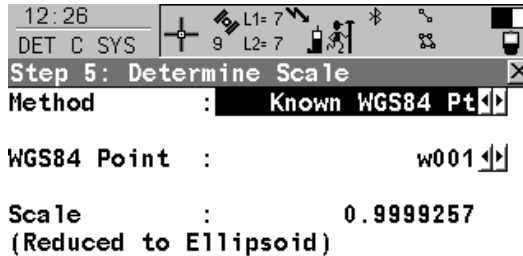 12:26
DET C SYS
9
L1= 7
L2= 7
Step 5: Determine Scale
Method : Known WGS84 Pt
WGS84 Point : w001
Scale : 0.9999257
(Reduced to Ellipsoid)